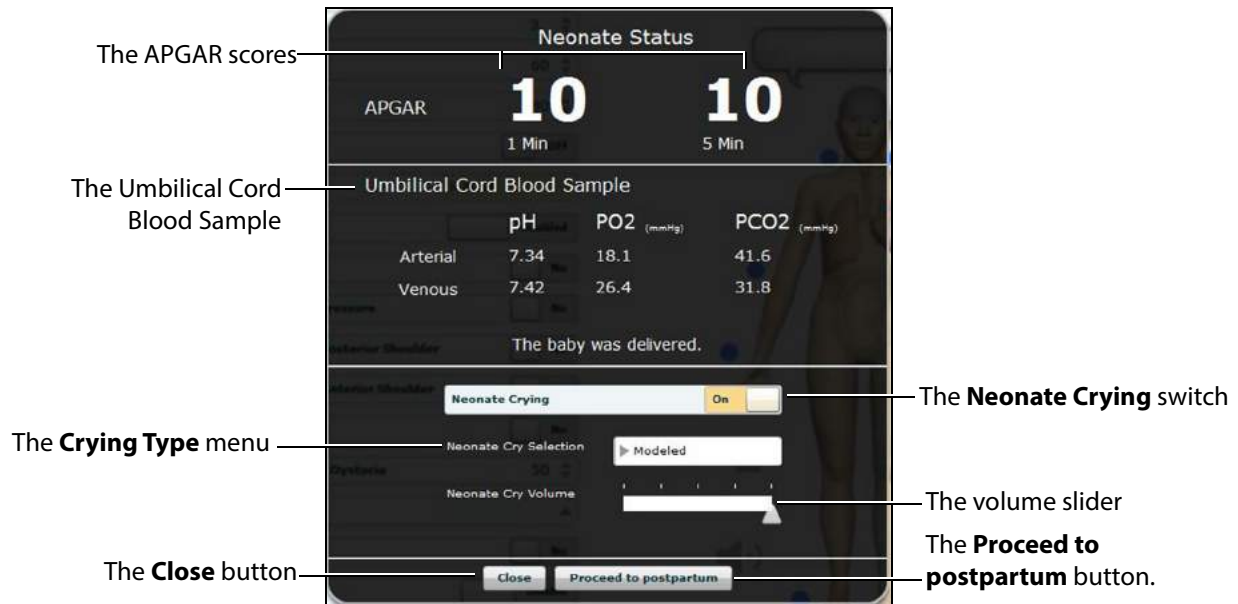 Neonate Status
The APGAR scores
APGAR
10 10
1 Min 5 Min
The Umbilical Cord
Blood Sample
Umbilical Cord Blood Sample
pH PO2 (mmHg) PCO2 (mmHg)
Arterial 7.34 18.1 41.6
Venous 7.42 26.4 31.8
The baby was delivered.
Neonate Crying On
The Neonate Crying switch
The Crying Type menu
Neonate Cry Selection Modeled
Neonate Cry Volume
The volume slider
The Close button
Close Proceed to postpartum
The Proceed to
postpartum button.